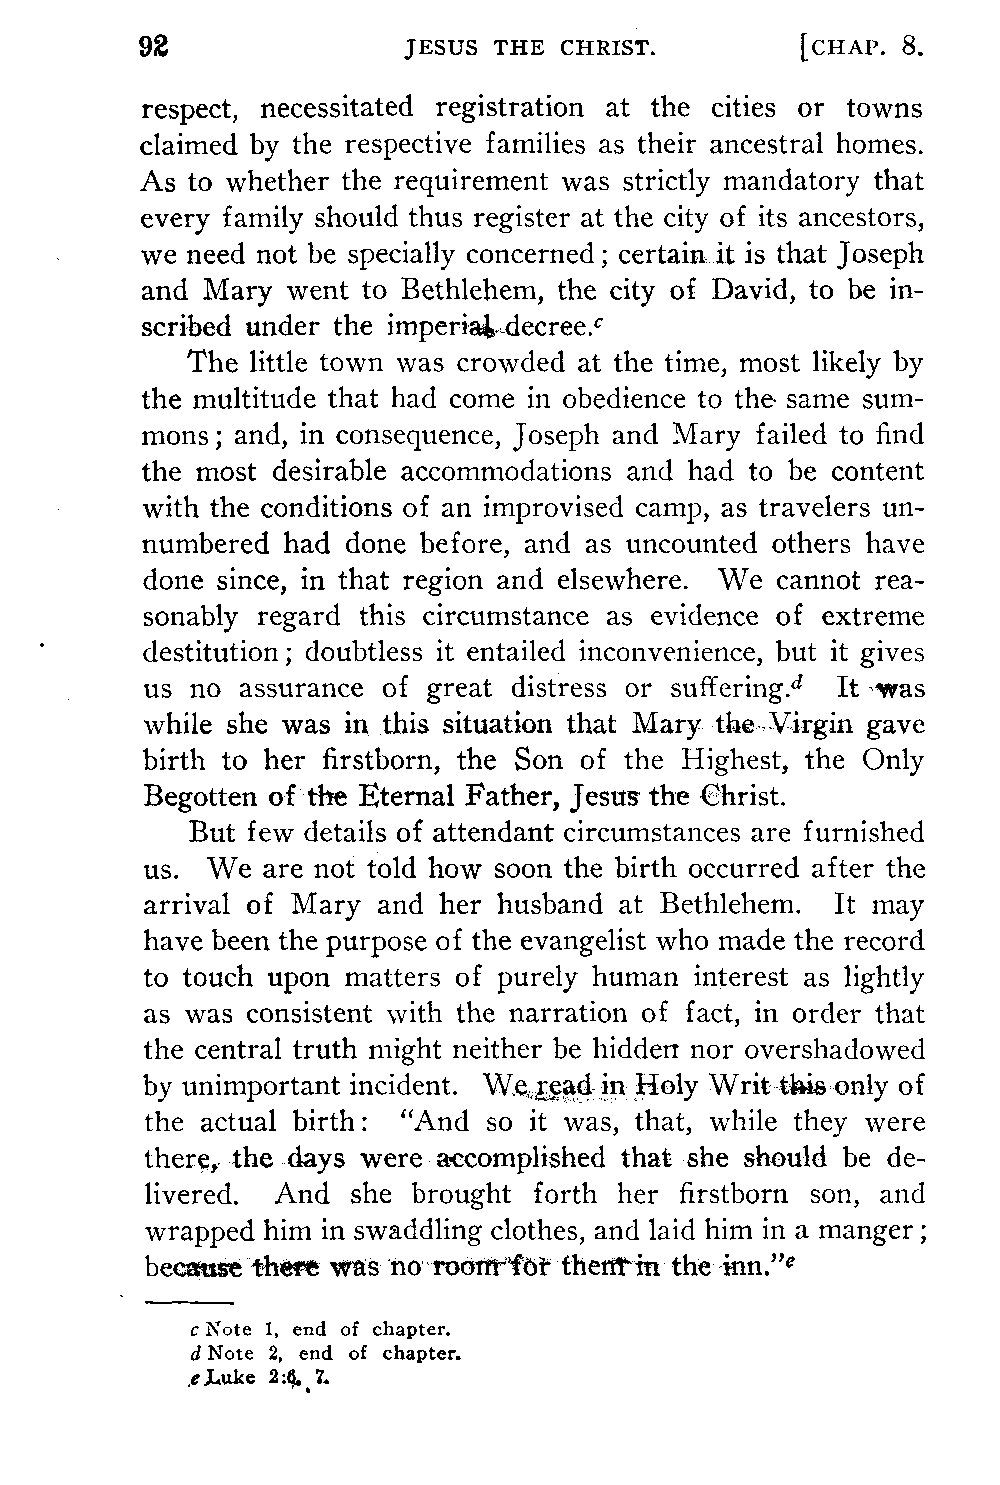 92 JESUS THE CHRIST. [CHAP. 8.
respect, necessitated registration at the cities or towns
claimed by the respective families as their ancestral homes.
As to whether the requirement was strictly mandatory that
every family should thus register at the city of its ancestors,
we need not be specially concerned; certain it is that Joseph
and Mary went to Bethlehem, the city of David, to be in-
scribed under the imperial decree.c
The little town was crowded at the time, most likely by
the multitude that had come in obedience to the same sum-
mons; and, in consequence, Joseph and Mary failed to find
the most desirable accommodations and had to be content
with the conditions of an improvised camp, as travelers un-
numbered had done before, and as uncounted others have
done since, in that region and elsewhere. We cannot rea-
sonably regard this circumstance as evidence of extreme
destitution; doubtless it entailed inconvenience, but it gives
us no assurance of great distress or suffering.d It was
while she was in this situation that Mary the Virgin gave
birth to her firstborn, the Son of the Highest, the Only
Begotten of the Eternal Father, Jesus the Christ.
But few details of attendant circumstances are furnished
us. We are not told how soon the birth occurred after the
arrival of Mary and her husband at Bethlehem. It may
have been the purpose of the evangelist who made the record
to touch upon matters of purely human interest as lightly
as was consistent with the narration of fact, in order that
the central truth might neither be hidden nor overshadowed
by unimportant incident. We read in Holy Writ this only of
the actual birth: "And so it was, that, while they were
there, the days were accomplished that she should be de-
livered. And she brought forth her firstborn son, and
wrapped him in swaddling clothes, and laid him in a manger;
because there was no room for them in the inn."e
c Note 1, end of chapter.
d Note 2, end of chapter.
e Luke 2:6, 7.